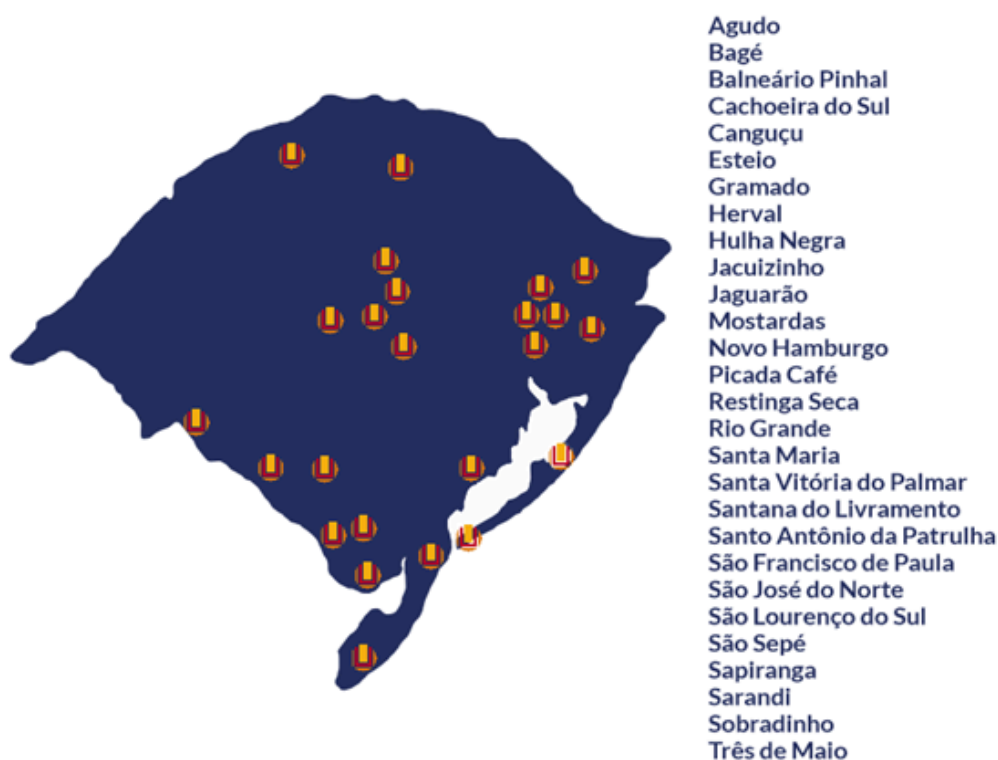 Agudo
Bagé
Balneário Pinhal
Cachoeira do Sul
Canguçu
Esteio
Gramado
Herval
Hulha Negra
Jacuizinho
Jaguarão
Mostardas
Novo Hamburgo
Picada Café
Restinga Seca
Rio Grande
Santa Maria
Santa Vitória do Palmar
Santana do Livramento
Santo Antônio da Patrulha
São Francisco de Paula
São José do Norte
São Lourenço do Sul
São Sepé
Sapiranga
Sarandi
Sobradinho
Três de Maio